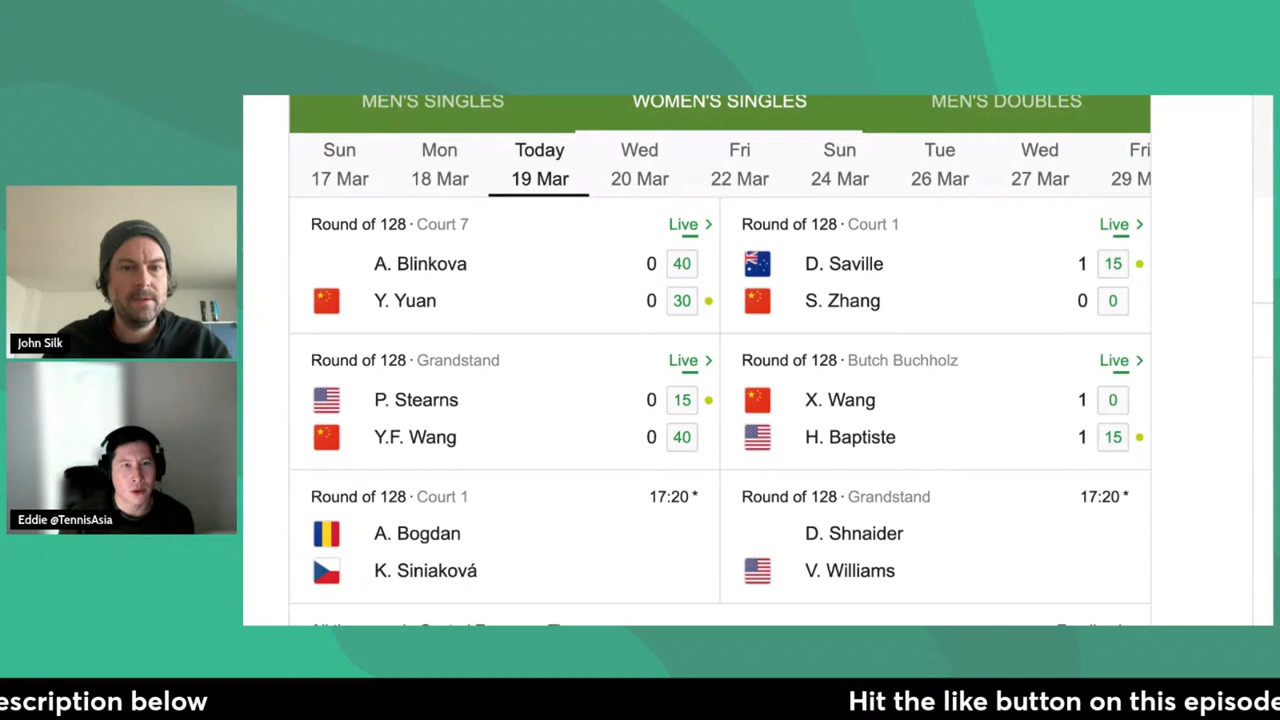 MEN'S SINGLES
WOMEN'S SINGLES
MEN'S DOUBLES
Sun
17 Mar
Mon
18 Mar
Today
19 Mar
Wed
20 Mar
Fri
22 Mar
Sun
24 Mar
Tue
26 Mar
Wed
27 Mar
Fri
29 M
Round of 128 · Court 7
Live >
A. Blinkova 0 40
Y. Yuan 0 30
Round of 128 · Court 1
Live >
D. Saville 1 15
S. Zhang 0 0
Round of 128 · Grandstand
Live >
P. Stearns 0 15
Y.F. Wang 0 40
Round of 128 · Butch Buchholz
Live >
X. Wang 1 0
H. Baptiste 1 15
Round of 128 · Court 1
17:20 *
A. Bogdan
K. Siniaková
Round of 128 · Grandstand
17:20 *
D. Shnaider
V. Williams
John Silk
Eddie @TennisAsia
escription below
Hit the like button on this episode